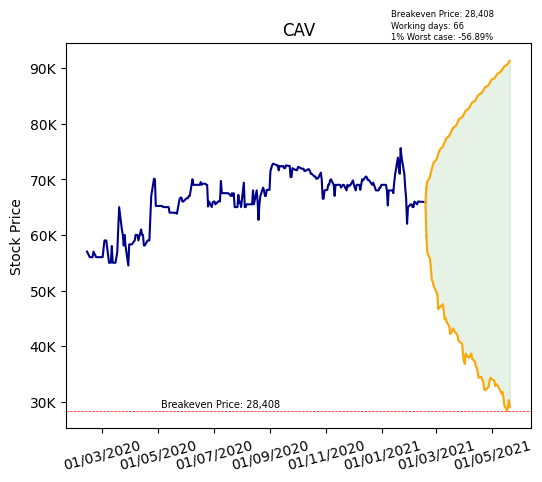 Breakeven Price: 28,408
Working days: 66
1% Worst case: -56.89%
CAV
Stock Price
90K
80K
70K
60K
50K
40K
30K
Breakeven Price: 28,408
01/03/2020
01/05/2020
01/07/2020
01/09/2020
01/11/2020
01/01/2021
01/03/2021
01/05/2021